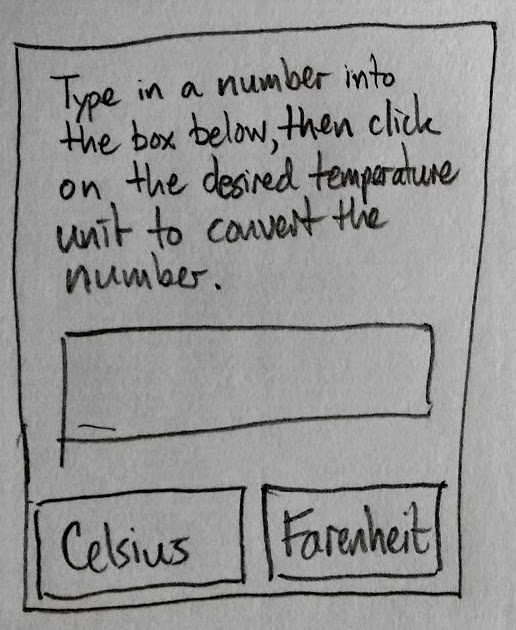 Type in a number into
the box below, then click
on the desired temperature
unit to convert the
number.
Celsius
Farenheit